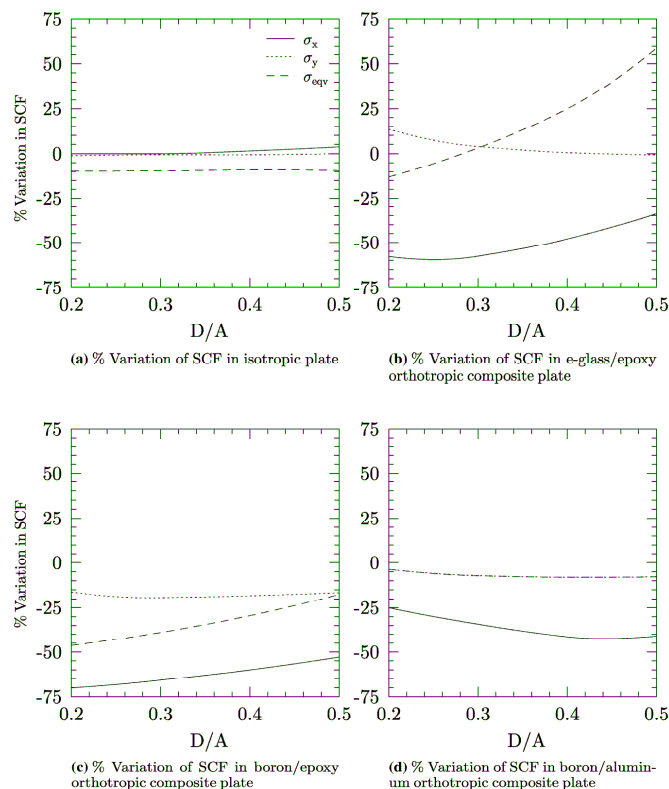 75
50
25
0
-25
-50
-75
% Variation in SCF
σx
σy
σeqv
0.2 0.3 0.4 0.5
D/A
(a) % Variation of SCF in isotropic plate
75
50
25
0
-25
-50
-75
0.2 0.3 0.4 0.5
D/A
(b) % Variation of SCF in e-glass/epoxy
orthotropic composite plate
75
50
25
0
-25
-50
-75
% Variation in SCF
0.2 0.3 0.4 0.5
D/A
(c) % Variation of SCF in boron/epoxy
orthotropic composite plate
75
50
25
0
-25
-50
-75
0.2 0.3 0.4 0.5
D/A
(d) % Variation of SCF in boron/alumin-
um orthotropic composite plate